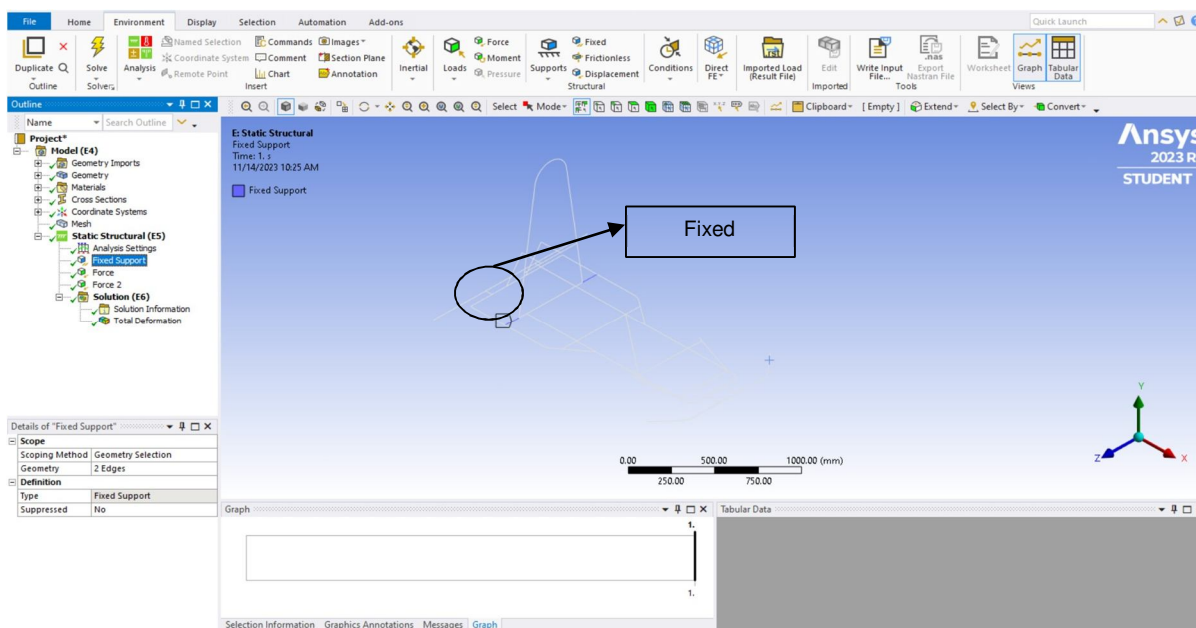 File Home Environment Display Selection Automation Add-ons Quick Launch
Duplicate Q
Outline
Solve
Solver
Analysis
Named Selection
Coordinate System
Remote Point
Commands
Comment
Chart
Images
Section Plane
Annotation
Insert
Inertial
Loads
Force
Moment
Pressure
Supports
Fixed
Frictionless
Displacement
Structural
Conditions
Direct FE
Imported Load (Result File)
Edit
Imported
Write Input File...
.nas
Export Nastran File
Tools
Worksheet
Graph
Tabular Data
Views
Outline
Name Search Outline
Select Mode Clipboard [ Empty ] Extend Select By Convert
Project*
Model (E4)
Geometry Imports
Geometry
Materials
Cross Sections
Coordinate Systems
Mesh
Static Structural (E5)
Analysis Settings
Fixed Support
Force
Force 2
Solution (E6)
Solution Information
Total Deformation
E: Static Structural
Fixed Support
Time: 1. s
11/14/2023 10:25 AM
Fixed Support
Fixed
Ansys
2023 R
STUDENT
Y
Z
X
0.00 500.00 1000.00 (mm)
250.00 750.00
Details of "Fixed Support"
Scope
Scoping Method Geometry Selection
Geometry 2 Edges
Definition
Type Fixed Support
Suppressed No
Graph
1.
1.
Tabular Data
Selection Information Graphics Annotations Messages Graph